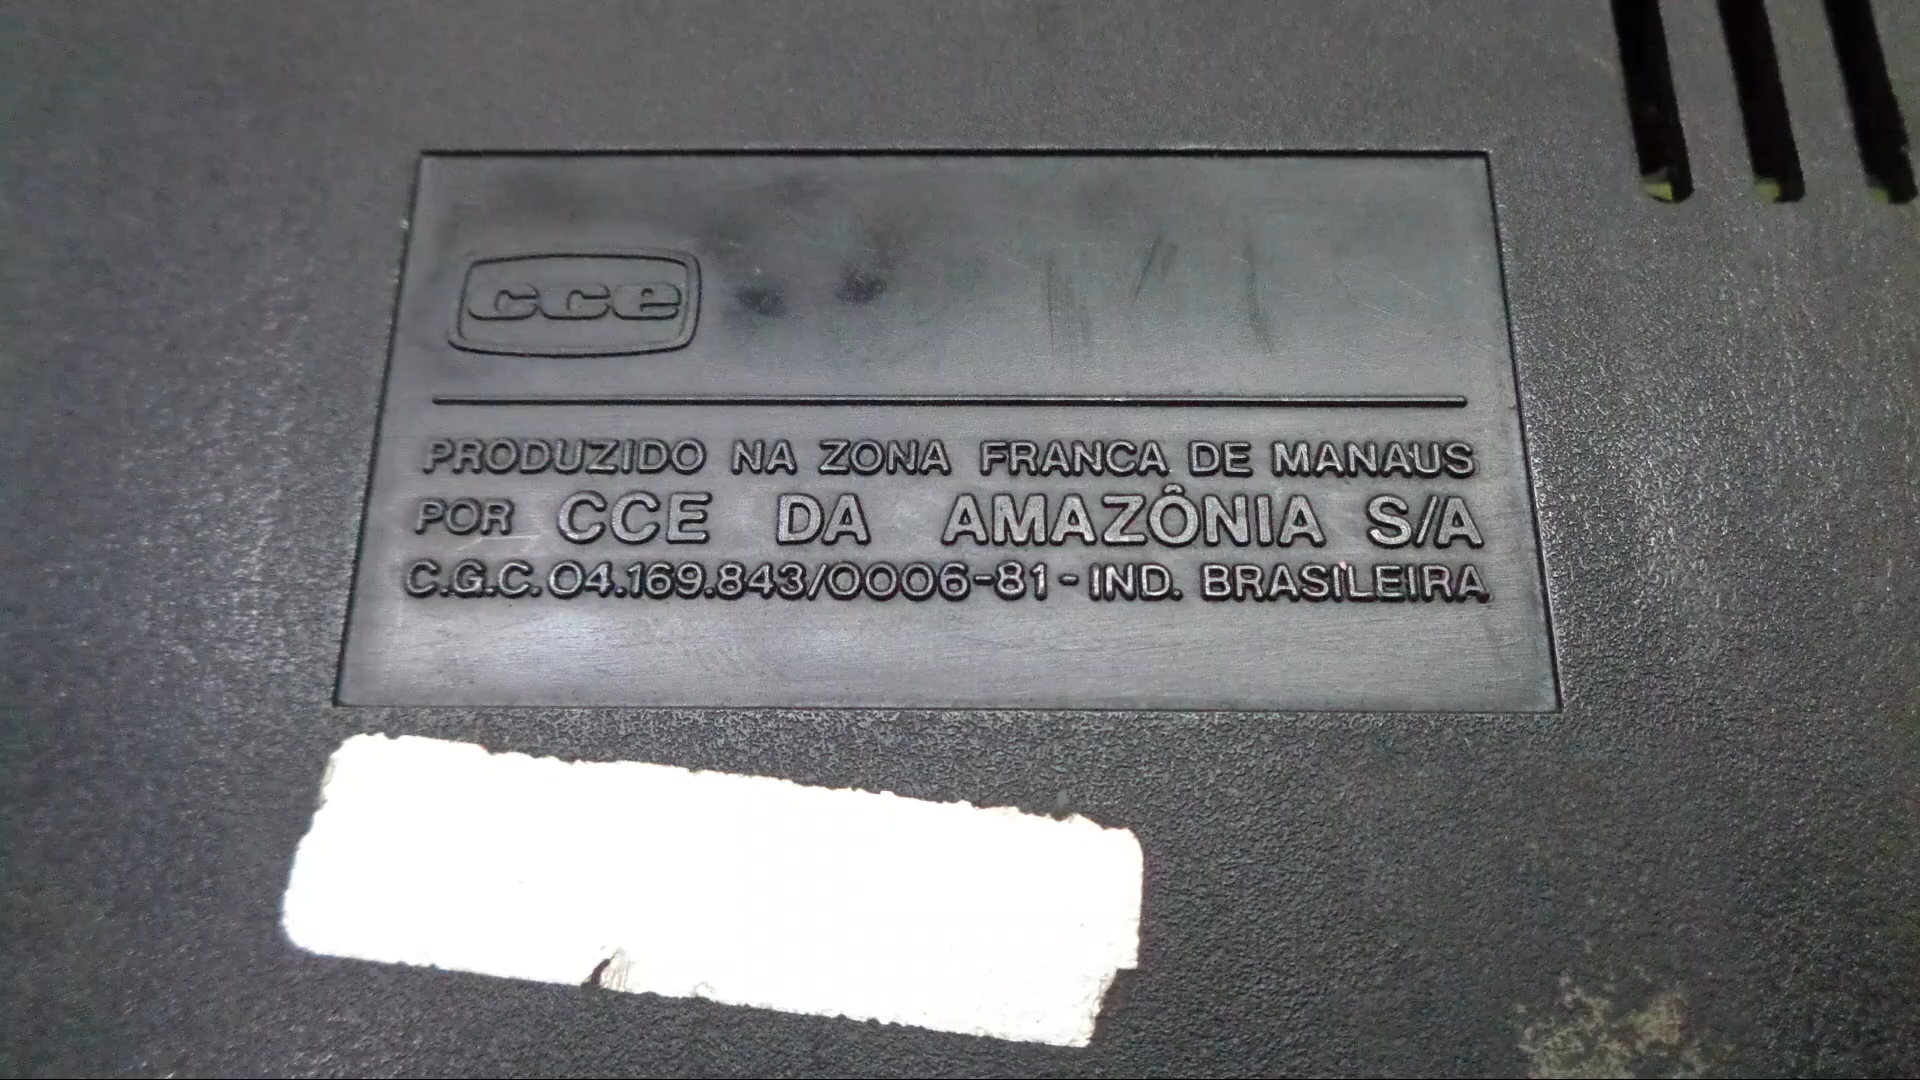 cce
PRODUZIDO NA ZONA FRANCA DE MANAUS
POR CCE DA AMAZÔNIA S/A
C.G.C. 04.169.843/0006-81 - IND. BRASILEIRA